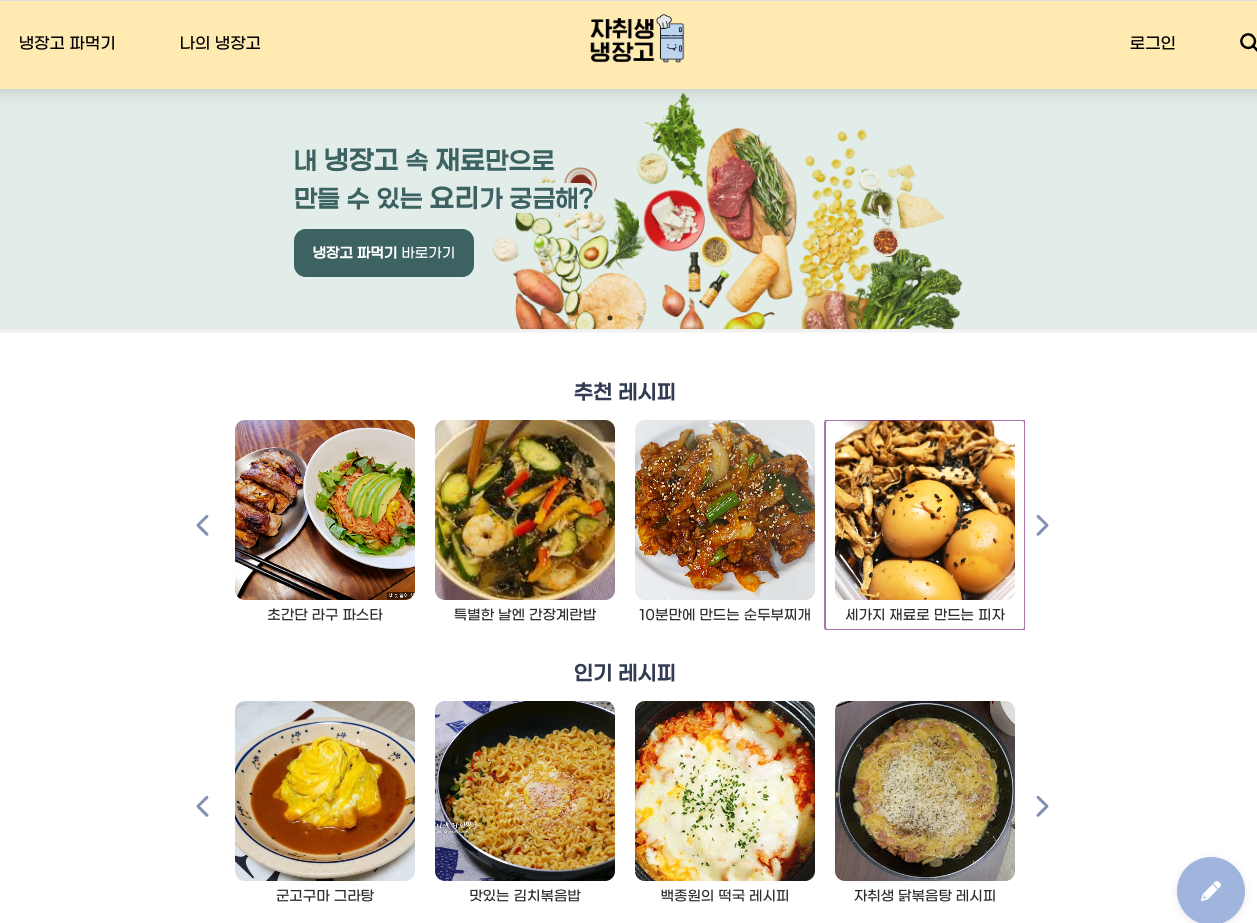 냉장고 파먹기
나의 냉장고
자취생
냉장고
로그인
내 냉장고 속 재료만으로
만들 수 있는 요리가 궁금해?
냉장고 파먹기 바로가기
추천 레시피
초간단 라구 파스타
특별한 날엔 간장계란밥
10분만에 만드는 순두부찌개
세가지 재료로 만드는 피자
인기 레시피
군고구마 그라탕
맛있는 김치볶음밥
백종원의 떡국 레시피
자취생 닭볶음탕 레시피